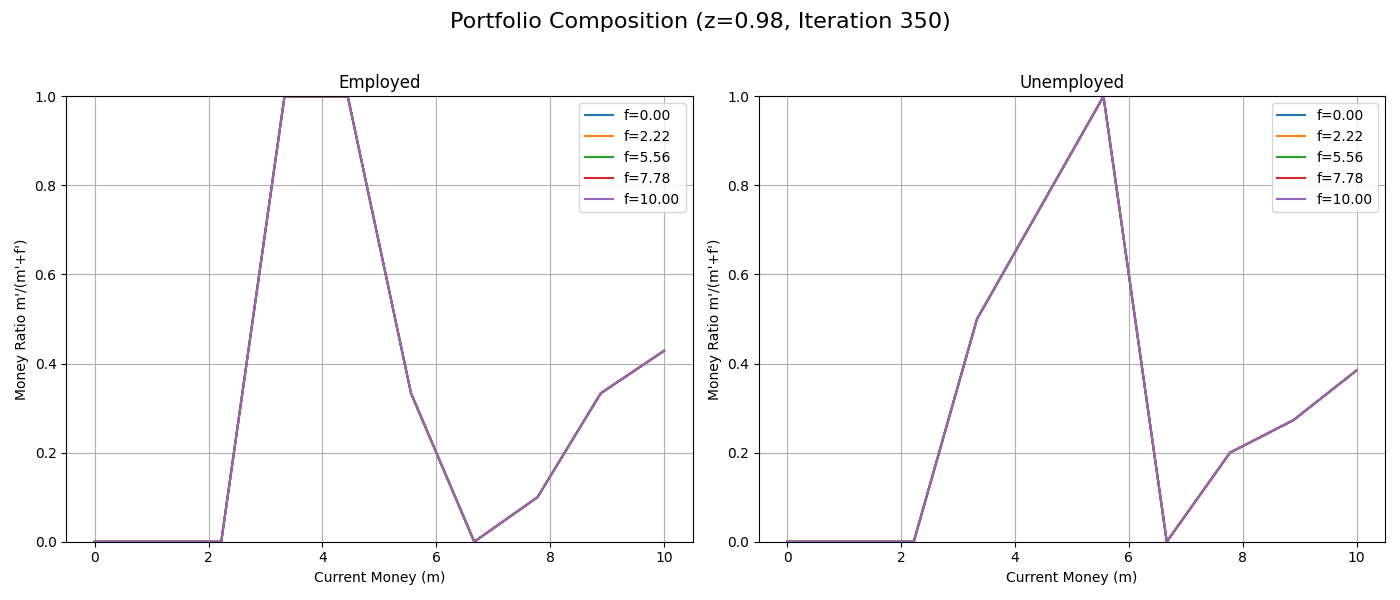 Portfolio Composition (z=0.98, Iteration 350)
Employed
1.0
0.8
0.6
0.4
0.2
0.0
Money Ratio m'/(m'+f')
0
2
4
6
8
10
Current Money (m)
f=0.00
f=2.22
f=5.56
f=7.78
f=10.00
Unemployed
1.0
0.8
0.6
0.4
0.2
0.0
Money Ratio m'/(m'+f')
0
2
4
6
8
10
Current Money (m)
f=0.00
f=2.22
f=5.56
f=7.78
f=10.00